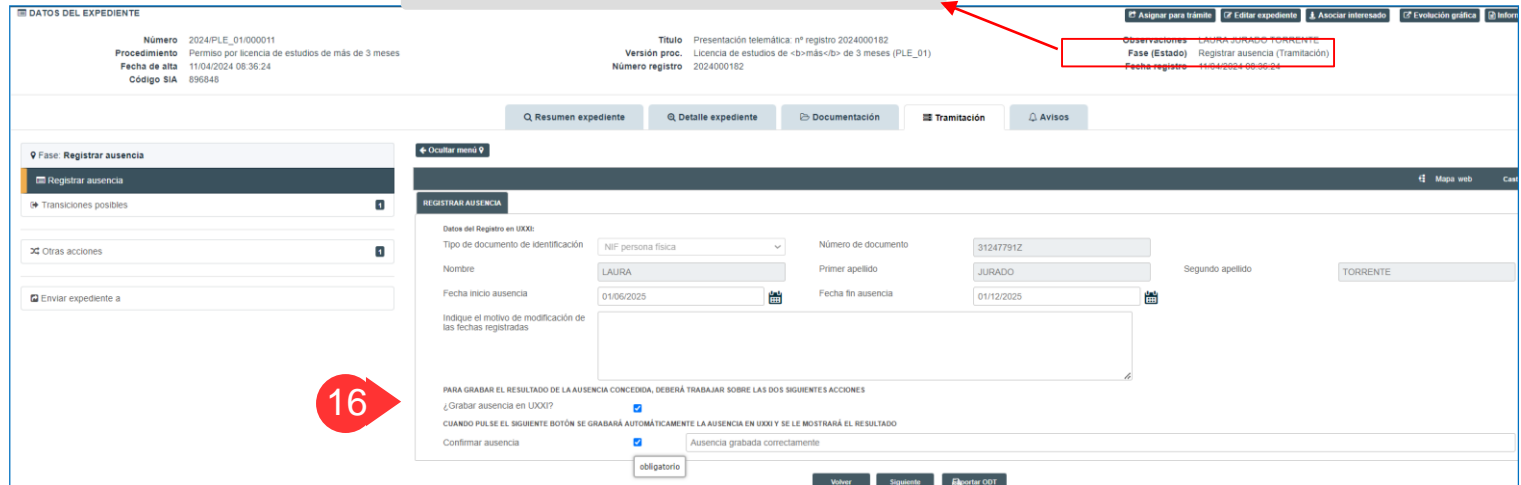 DATOS DEL EXPEDIENTE
Asignar para trámite Editar expediente Asociar interesado Evolución gráfica Inform
Número 2024/PLE_01/000011 Título Presentación telemática: nº registro 2024000182 Observaciones LAURA JURADO TORRENTE
Procedimiento Permiso por licencia de estudios de más de 3 meses Versión proc. Licencia de estudios de <b>más</b> de 3 meses (PLE_01) Fase (Estado) Registrar ausencia (Tramitación)
Fecha de alta 11/04/2024 08:36:24 Número registro 2024000182 Fecha registro 11/04/2024 08:36:24
Código SIA 896848
Resumen expediente Detalle expediente Documentación Tramitación Avisos
Fase: Registrar ausencia
Ocultar menú
Registrar ausencia
Mapa web Cast
Transiciones posibles 1
REGISTRAR AUSENCIA
Datos del Registro en UXXI:
Tipo de documento de identificación NIF persona física Número de documento 31247791Z
Otras acciones 1
Nombre LAURA Primer apellido JURADO Segundo apellido TORRENTE
Enviar expediente a
Fecha inicio ausencia 01/06/2025 Fecha fin ausencia 01/12/2025
Indique el motivo de modificación de
las fechas registradas
PARA GRABAR EL RESULTADO DE LA AUSENCIA CONCEDIDA, DEBERÁ TRABAJAR SOBRE LAS DOS SIGUIENTES ACCIONES
16
¿Grabar ausencia en UXXI?
CUANDO PULSE EL SIGUIENTE BOTÓN SE GRABARÁ AUTOMÁTICAMENTE LA AUSENCIA EN UXXI Y SE LE MOSTRARÁ EL RESULTADO
Confirmar ausencia Ausencia grabada correctamente
obligatorio
Volver Siguiente portar ODT